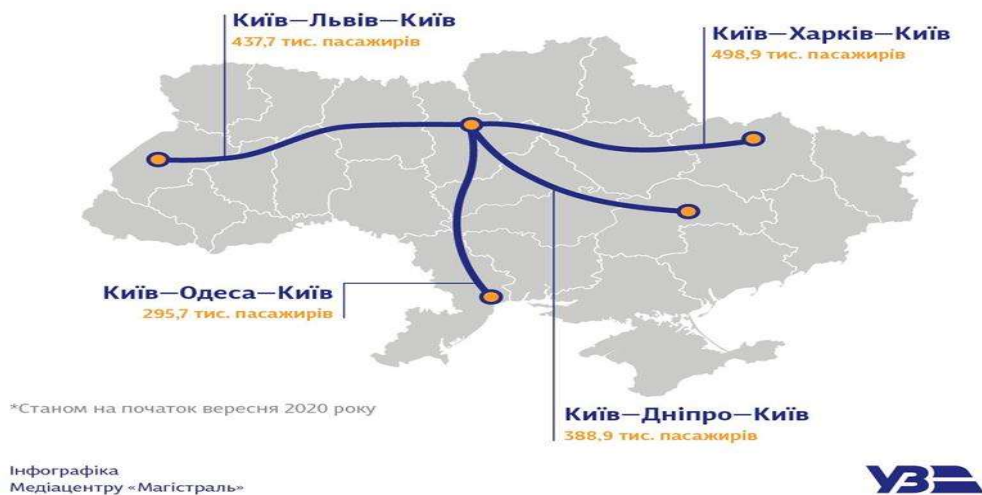 Київ—Львів—Київ
437,7 тис. пасажирів
Київ—Харків—Київ
498,9 тис. пасажирів
Київ—Одеса—Київ
295,7 тис. пасажирів
*Станом на початок вересня 2020 року
Київ—Дніпро—Київ
388,9 тис. пасажирів
Інфографіка
Медіацентру «Магістраль»
УЗ